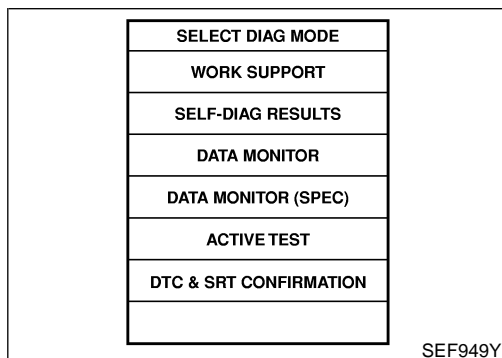 SELECT DIAG MODE
WORK SUPPORT
SELF-DIAG RESULTS
DATA MONITOR
DATA MONITOR (SPEC)
ACTIVE TEST
DTC & SRT CONFIRMATION
SEF949Y